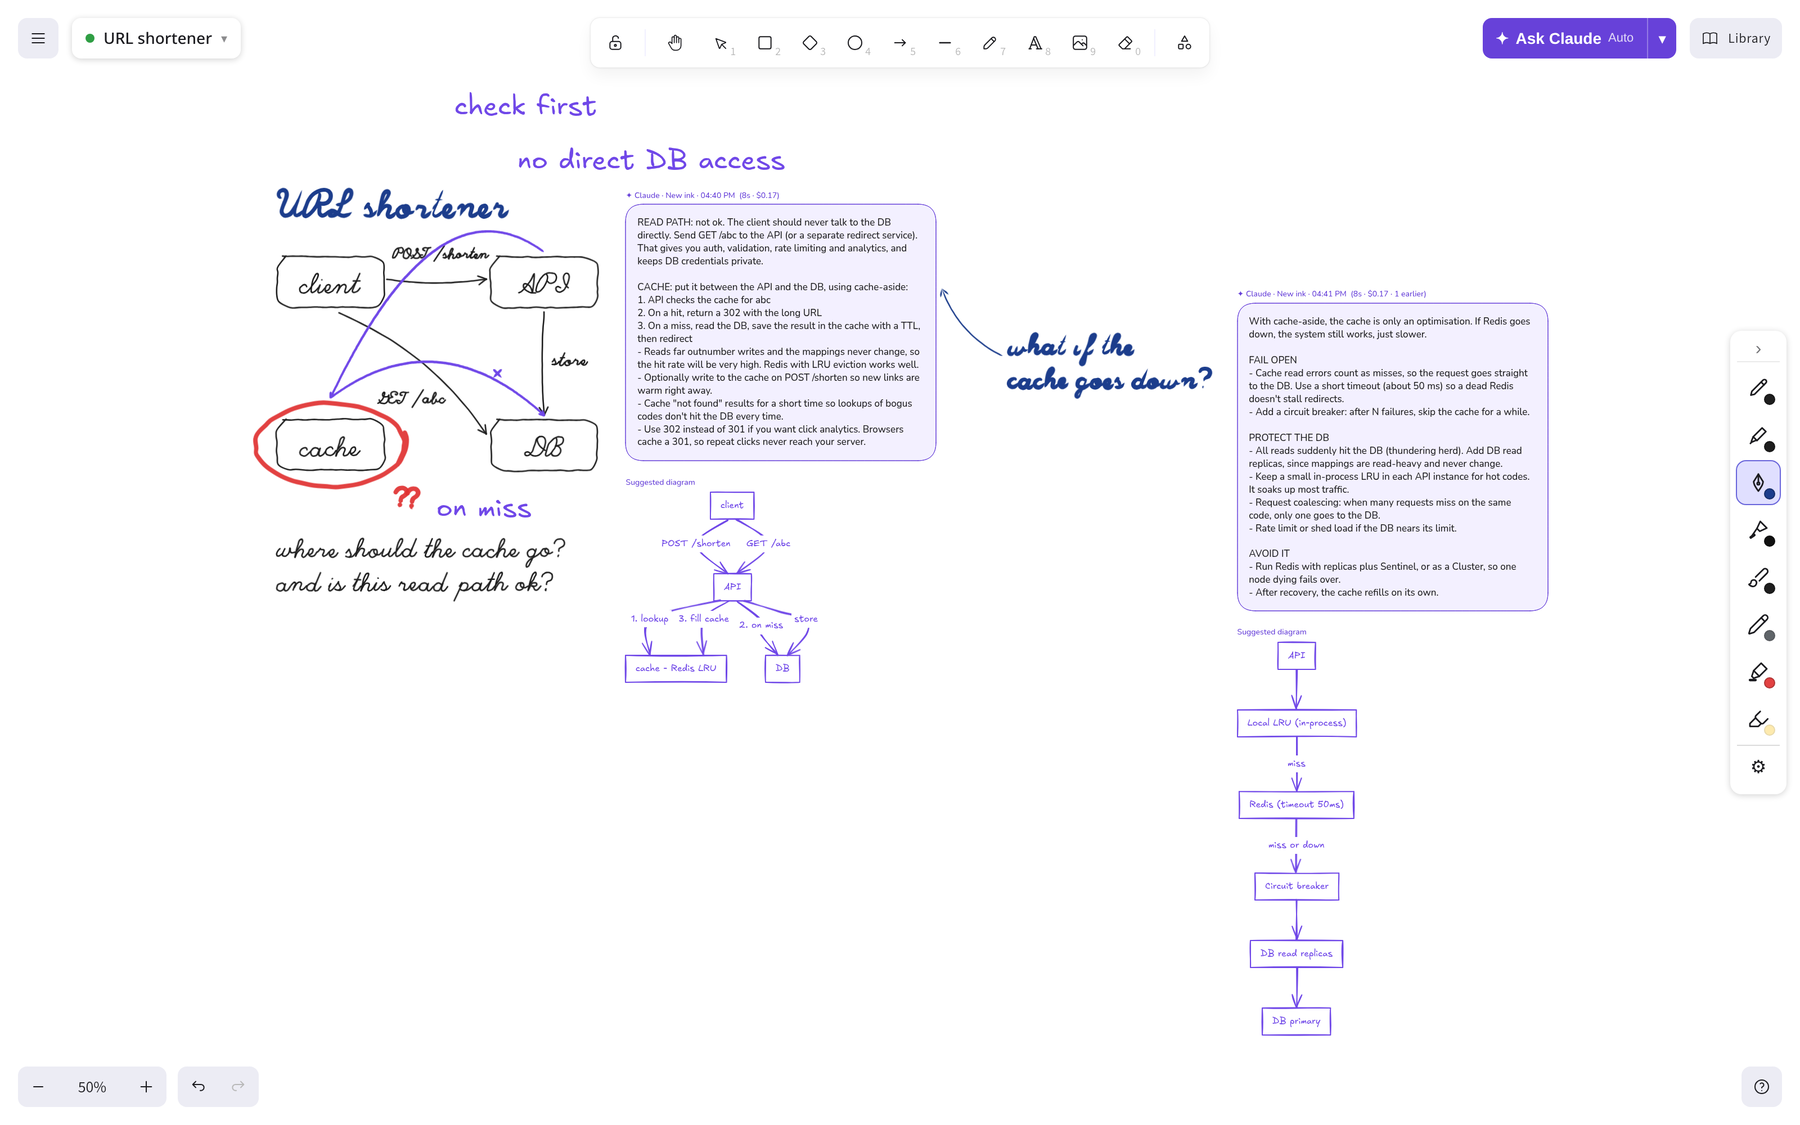 URL shortener
1
2
3
4
5
6
7
8
9
0
Ask Claude Auto
Library
check first
no direct DB access
URL shortener
POST /shorten
client
API
store
GET /abc
x
cache
DB
??
on miss
where should the cache go?
and is this read path ok?
Claude · New ink · 04:40 PM (8s · $0.17)
READ PATH: not ok. The client should never talk to the DB
directly. Send GET /abc to the API (or a separate redirect service).
That gives you auth, validation, rate limiting and analytics, and
keeps DB credentials private.
CACHE: put it between the API and the DB, using cache-aside:
1. API checks the cache for abc
2. On a hit, return a 302 with the long URL
3. On a miss, read the DB, save the result in the cache with a TTL,
then redirect
- Reads far outnumber writes and the mappings never change, so
the hit rate will be very high. Redis with LRU eviction works well.
- Optionally write to the cache on POST /shorten so new links are
warm right away.
- Cache "not found" results for a short time so lookups of bogus
codes don't hit the DB every time.
- Use 302 instead of 301 if you want click analytics. Browsers
cache a 301, so repeat clicks never reach your server.
Suggested diagram
client
POST /shorten
GET /abc
API
1. lookup
3. fill cache
2. on miss
store
cache - Redis LRU
DB
what if the
cache goes down?
Claude · New ink · 04:41 PM (8s · $0.17 · 1 earlier)
With cache-aside, the cache is only an optimisation. If Redis goes
down, the system still works, just slower.
FAIL OPEN
- Cache read errors count as misses, so the request goes straight
to the DB. Use a short timeout (about 50 ms) so a dead Redis
doesn't stall redirects.
- Add a circuit breaker: after N failures, skip the cache for a while.
PROTECT THE DB
- All reads suddenly hit the DB (thundering herd). Add DB read
replicas, since mappings are read-heavy and never change.
- Keep a small in-process LRU in each API instance for hot codes.
It soaks up most traffic.
- Request coalescing: when many requests miss on the same
code, only one goes to the DB.
- Rate limit or shed load if the DB nears its limit.
AVOID IT
- Run Redis with replicas plus Sentinel, or as a Cluster, so one
node dying fails over.
- After recovery, the cache refills on its own.
Suggested diagram
API
Local LRU (in-process)
miss
Redis (timeout 50ms)
miss or down
Circuit breaker
DB read replicas
DB primary
50%